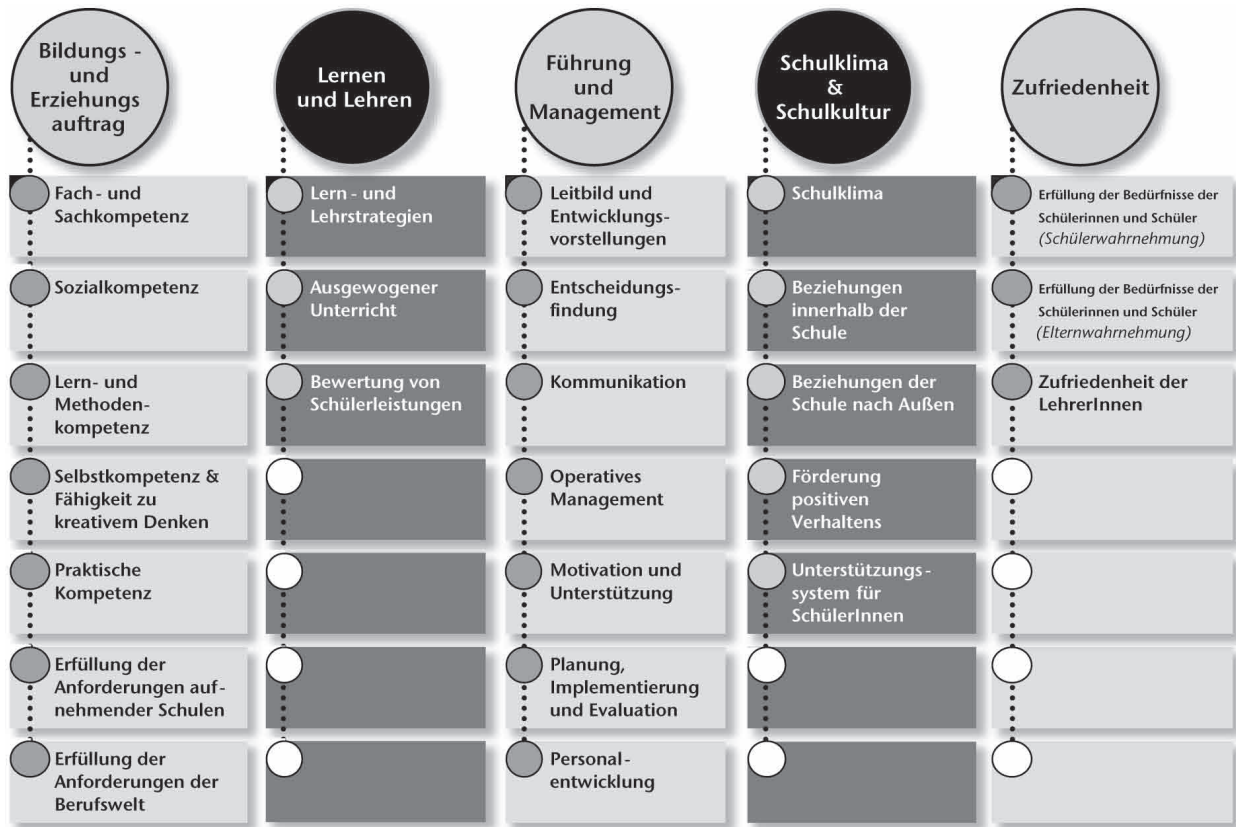 Bildungs -
und
Erziehungs
auftrag
Fach - und
Sachkompetenz
Sozialkompetenz
Lern- und
Methoden-
kompetenz
Selbstkompetenz &
Fähigkeit zu
kreativem Denken
Praktische
Kompetenz
Erfüllung der
Anforderungen auf-
nehmender Schulen
Erfüllung der
Anforderungen der
Berufswelt
Lernen
und Lehren
Lern - und
Lehrstrategien
Ausgewogener
Unterricht
Bewertung von
Schülerleistungen
Führung
und
Management
Leitbild und
Entwicklungs-
vorstellungen
Entscheidungs-
findung
Kommunikation
Operatives
Management
Motivation und
Unterstützung
Planung,
Implementierung
und Evaluation
Personal-
entwicklung
Schulklima
&
Schulkultur
Schulklima
Beziehungen
innerhalb der
Schule
Beziehungen der
Schule nach Außen
Förderung
positiven
Verhaltens
Unterstützungs -
system für
SchülerInnen
Zufriedenheit
Erfüllung der Bedürfnisse der
Schülerinnen und Schüler
(Schülerwahrnehmung)
Erfüllung der Bedürfnisse der
Schülerinnen und Schüler
(Elternwahrnehmung)
Zufriedenheit der
LehrerInnen